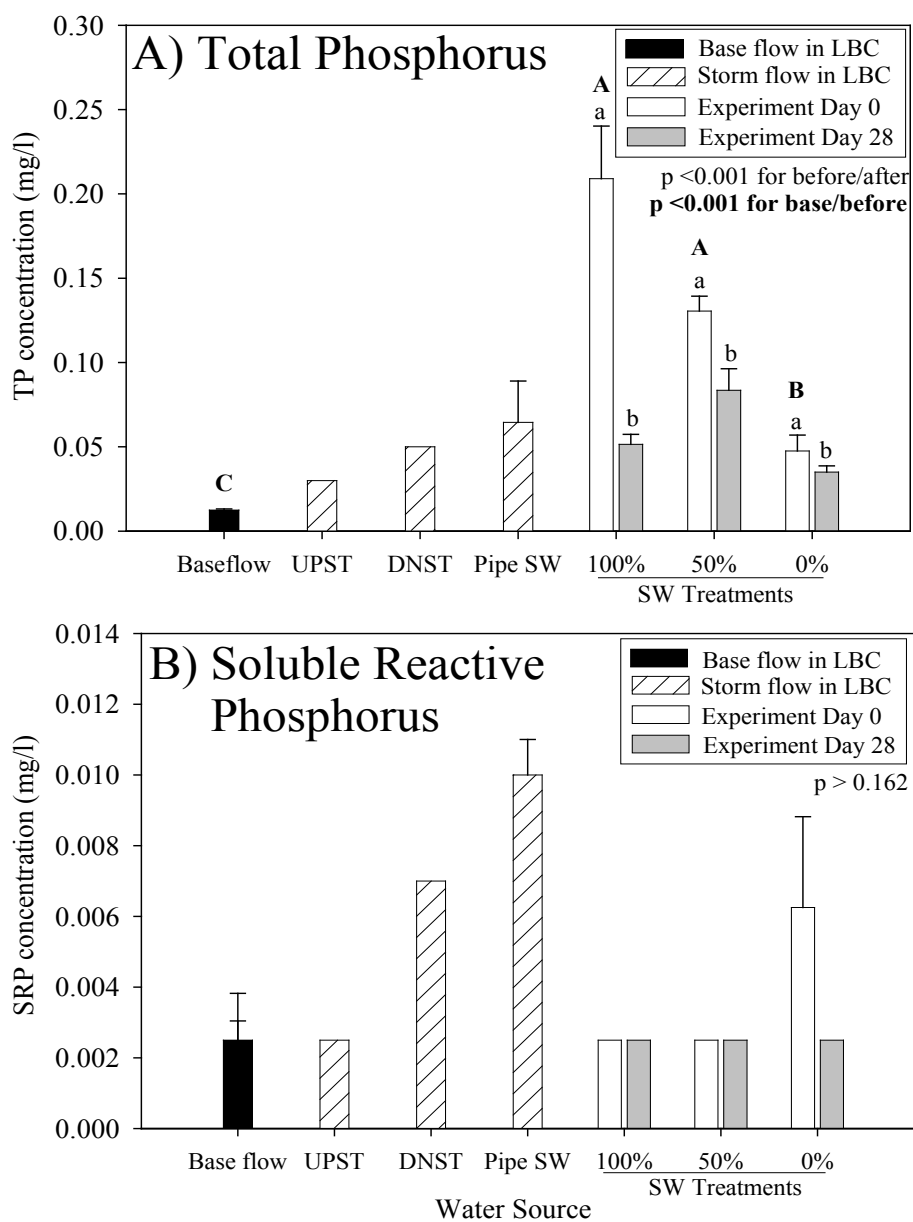 A) Total Phosphorus
Base flow in LBC
Storm flow in LBC
Experiment Day 0
Experiment Day 28
p <0.001 for before/after
p <0.001 for base/before
TP concentration (mg/l)
0.30
0.25
0.20
0.15
0.10
0.05
0.00
C
A
a
b
A
a
b
B
a
b
Baseflow UPST DNST Pipe SW 100% 50% 0%
SW Treatments
B) Soluble Reactive
Phosphorus
Base flow in LBC
Storm flow in LBC
Experiment Day 0
Experiment Day 28
p > 0.162
SRP concentration (mg/l)
0.014
0.012
0.010
0.008
0.006
0.004
0.002
0.000
Base flow UPST DNST Pipe SW 100% 50% 0%
SW Treatments
Water Source